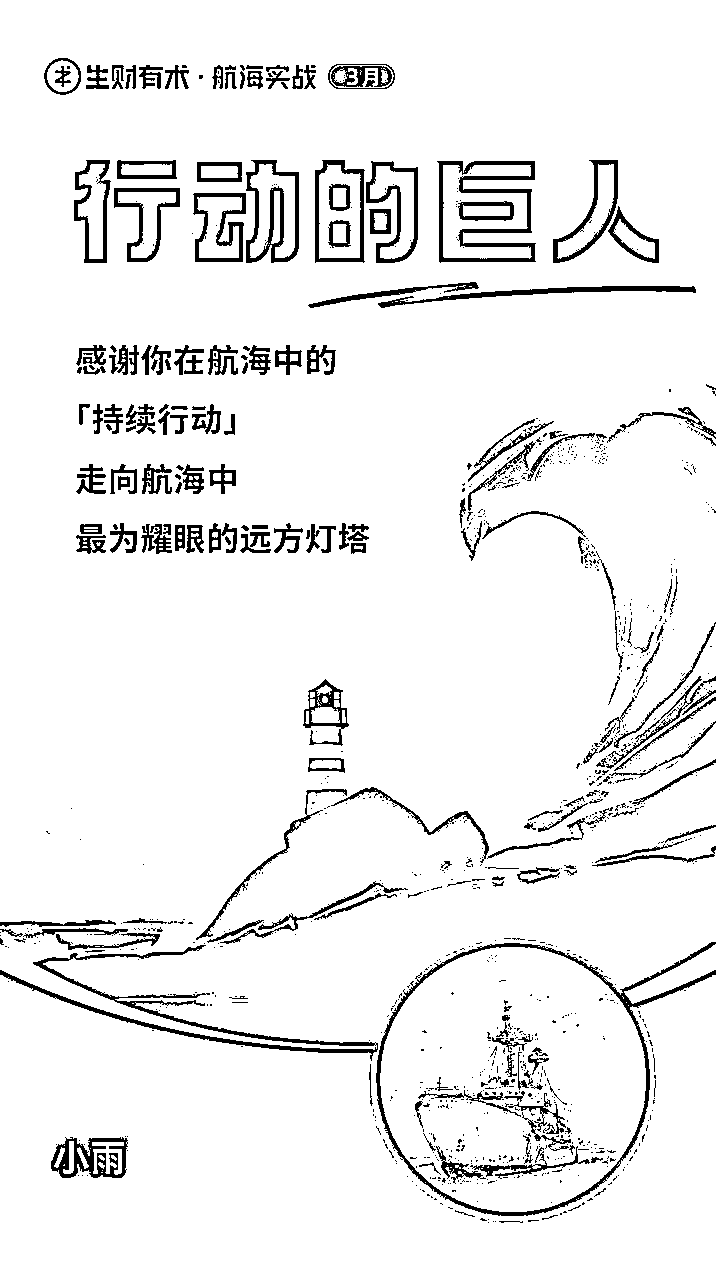 生财有术·航海实战 3月
行动的巨人
感谢你在航海中的
「持续行动」
走向航海中
最为耀眼的远方灯塔
小雨